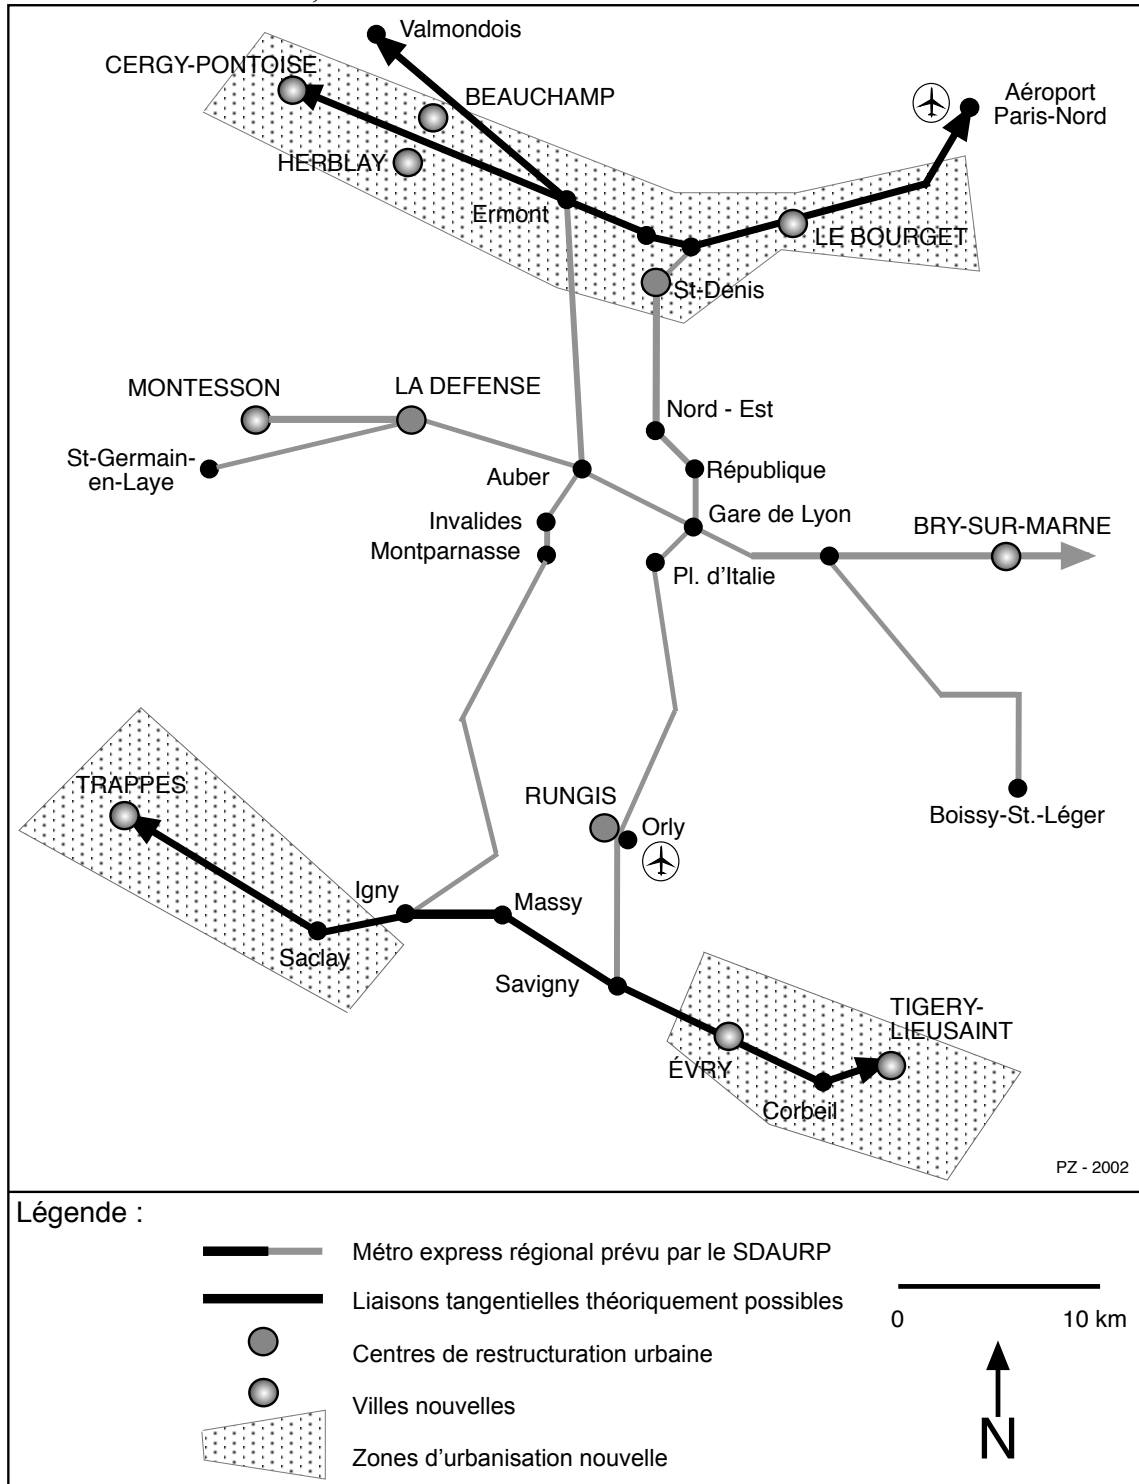 Valmondois
CERGY-PONTOISE
BEAUCHAMP
Aéroport
Paris-Nord
HERBLAY
Ermont
LE BOURGET
St-Denis
MONTESSON
LA DEFENSE
Nord - Est
St-Germain-
en-Laye
Auber
République
Invalides
Gare de Lyon
BRY-SUR-MARNE
Montparnasse
Pl. d'Italie
TRAPPES
RUNGIS
Orly
Boissy-St.-Léger
Igny
Massy
Saclay
Savigny
TIGERY-
LIEUSAINT
ÉVRY
Corbeil
PZ - 2002
Légende :
Métro express régional prévu par le SDAURP
Liaisons tangentielles théoriquement possibles
0 10 km
Centres de restructuration urbaine
Villes nouvelles
N
Zones d'urbanisation nouvelle